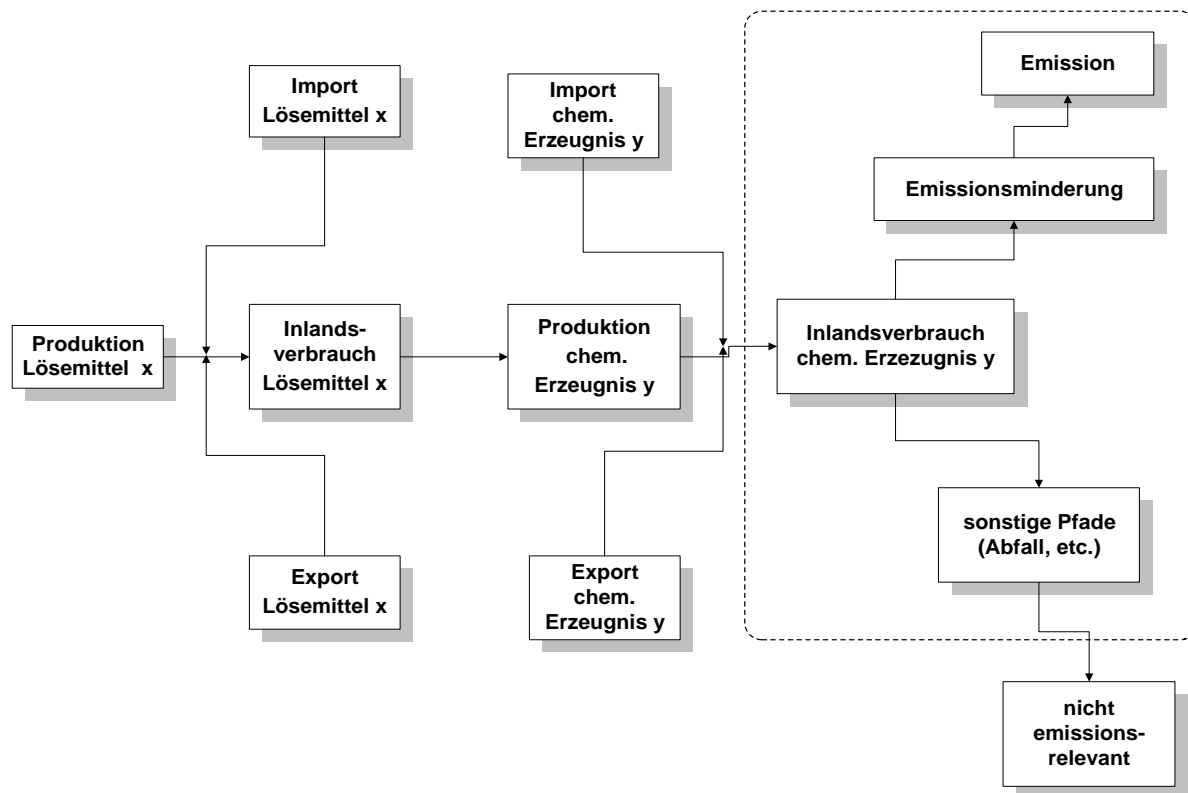 Emission
Import
Lösemittel x
Import
chem.
Erzeugnis y
Emissionsminderung
Produktion
Lösemittel x
Inlands-
verbrauch
Lösemittel x
Produktion
chem.
Erzeugnis y
Inlandsverbrauch
chem. Erzezugnis y
sonstige Pfade
(Abfall, etc.)
Export
Lösemittel x
Export
chem.
Erzeugnis y
nicht
emissions-
relevant